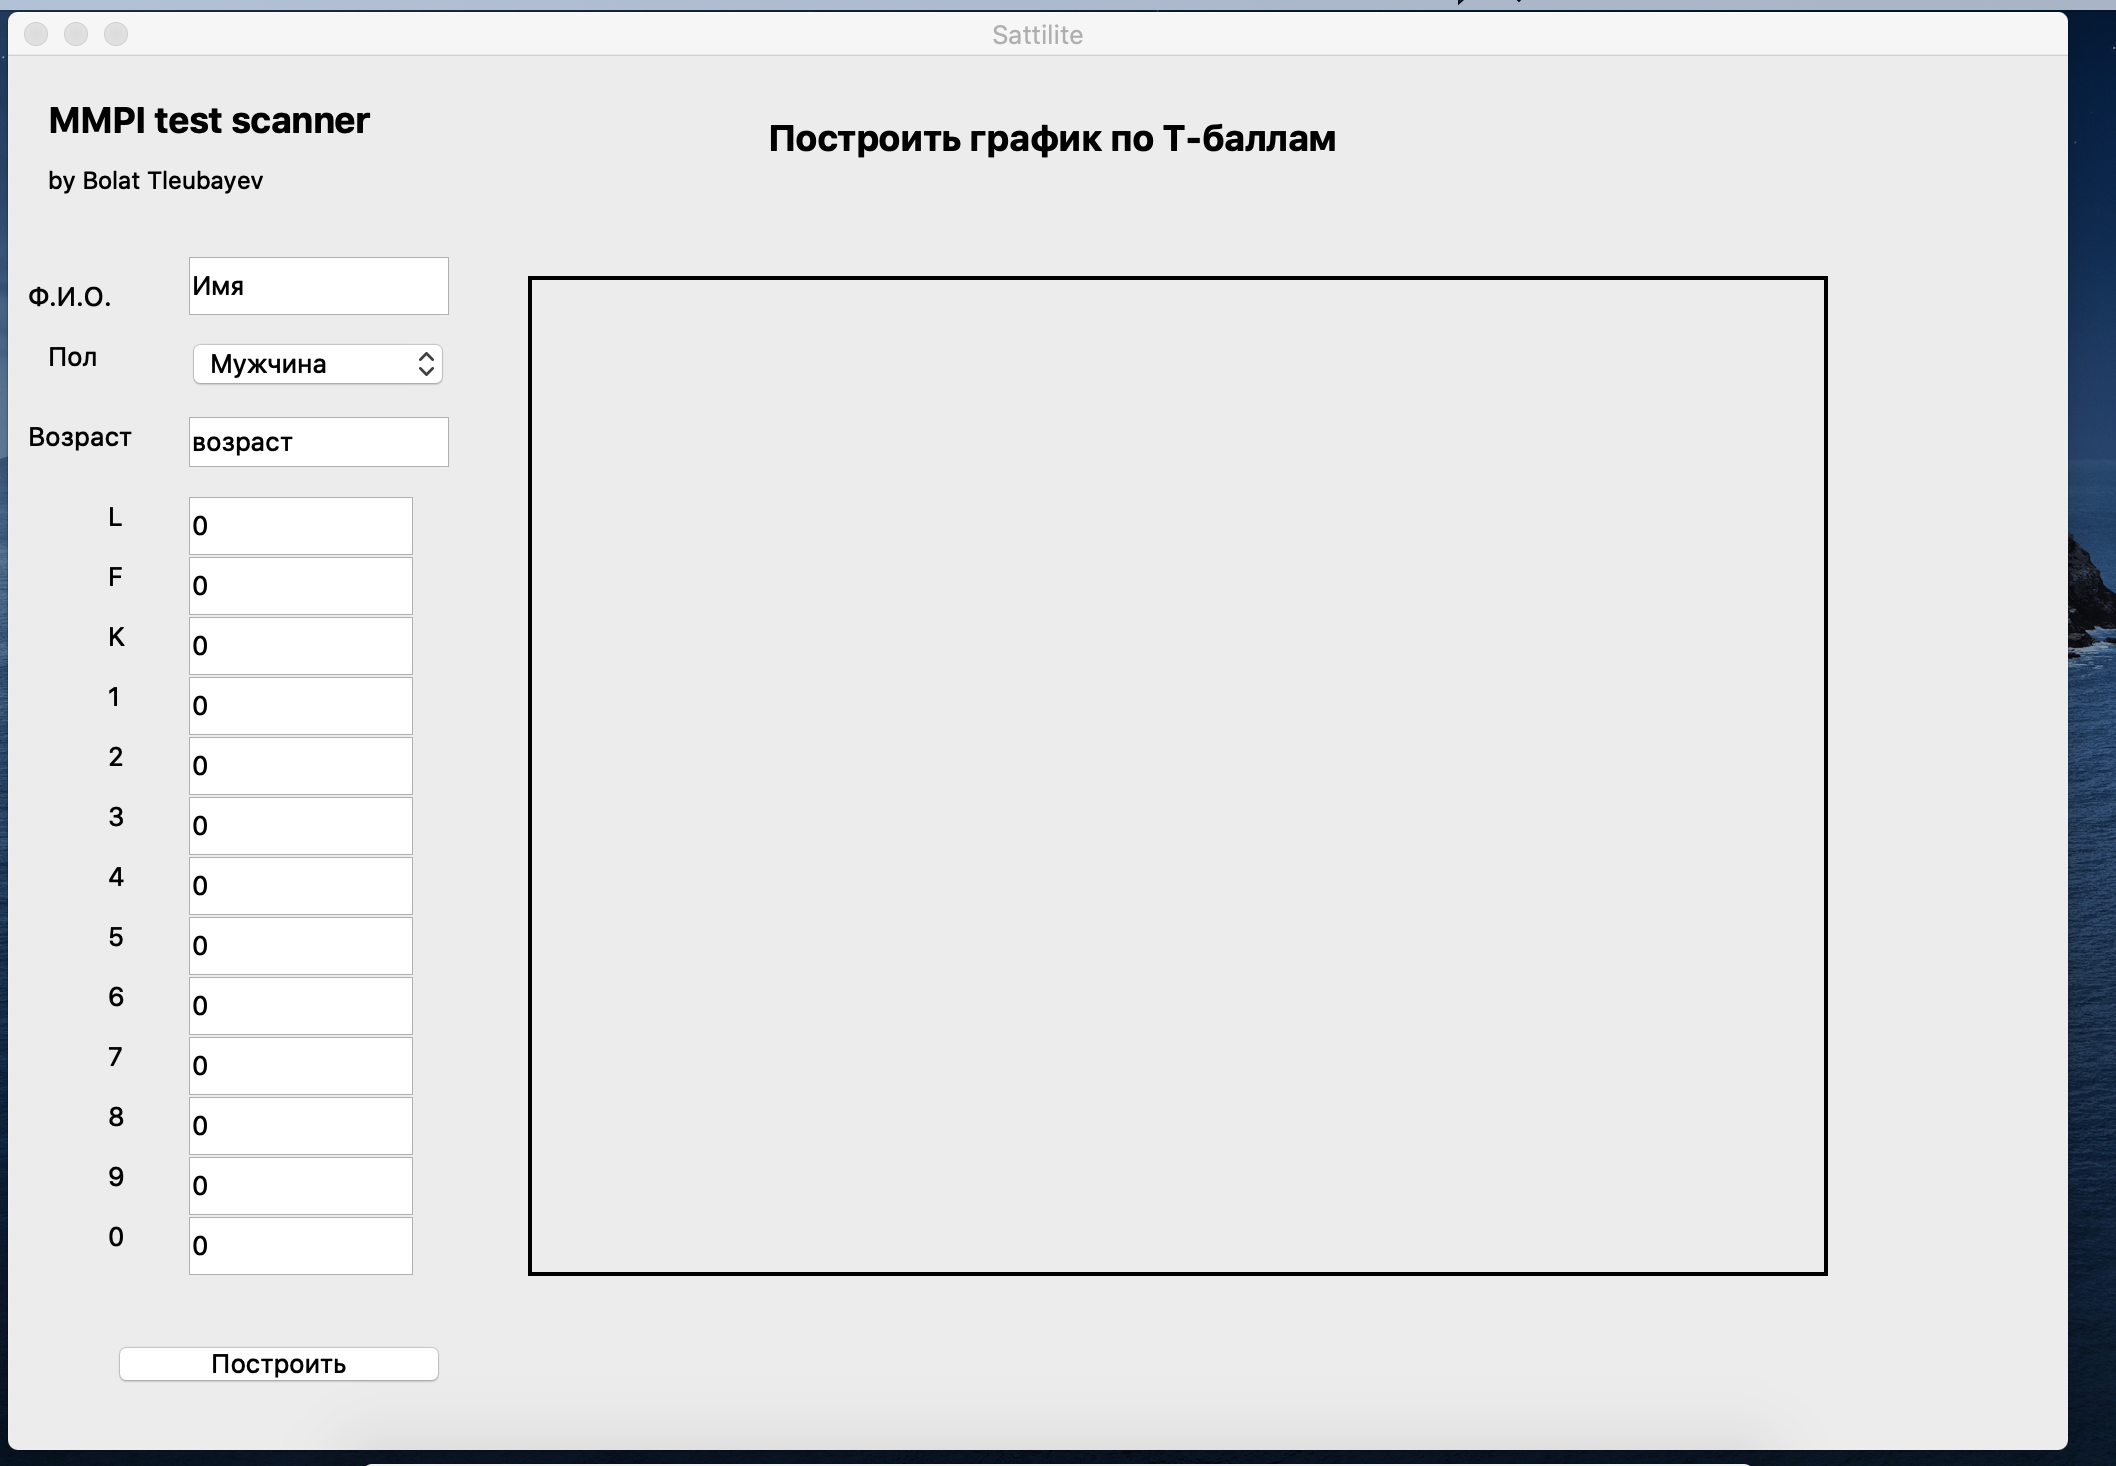 Sattilite
MMPI test scanner
by Bolat Tleubayev
Построить график по Т-баллам
Ф.И.О. Имя
Пол Мужчина
Возраст возраст
L 0
F 0
K 0
1 0
2 0
3 0
4 0
5 0
6 0
7 0
8 0
9 0
0 0
Построить